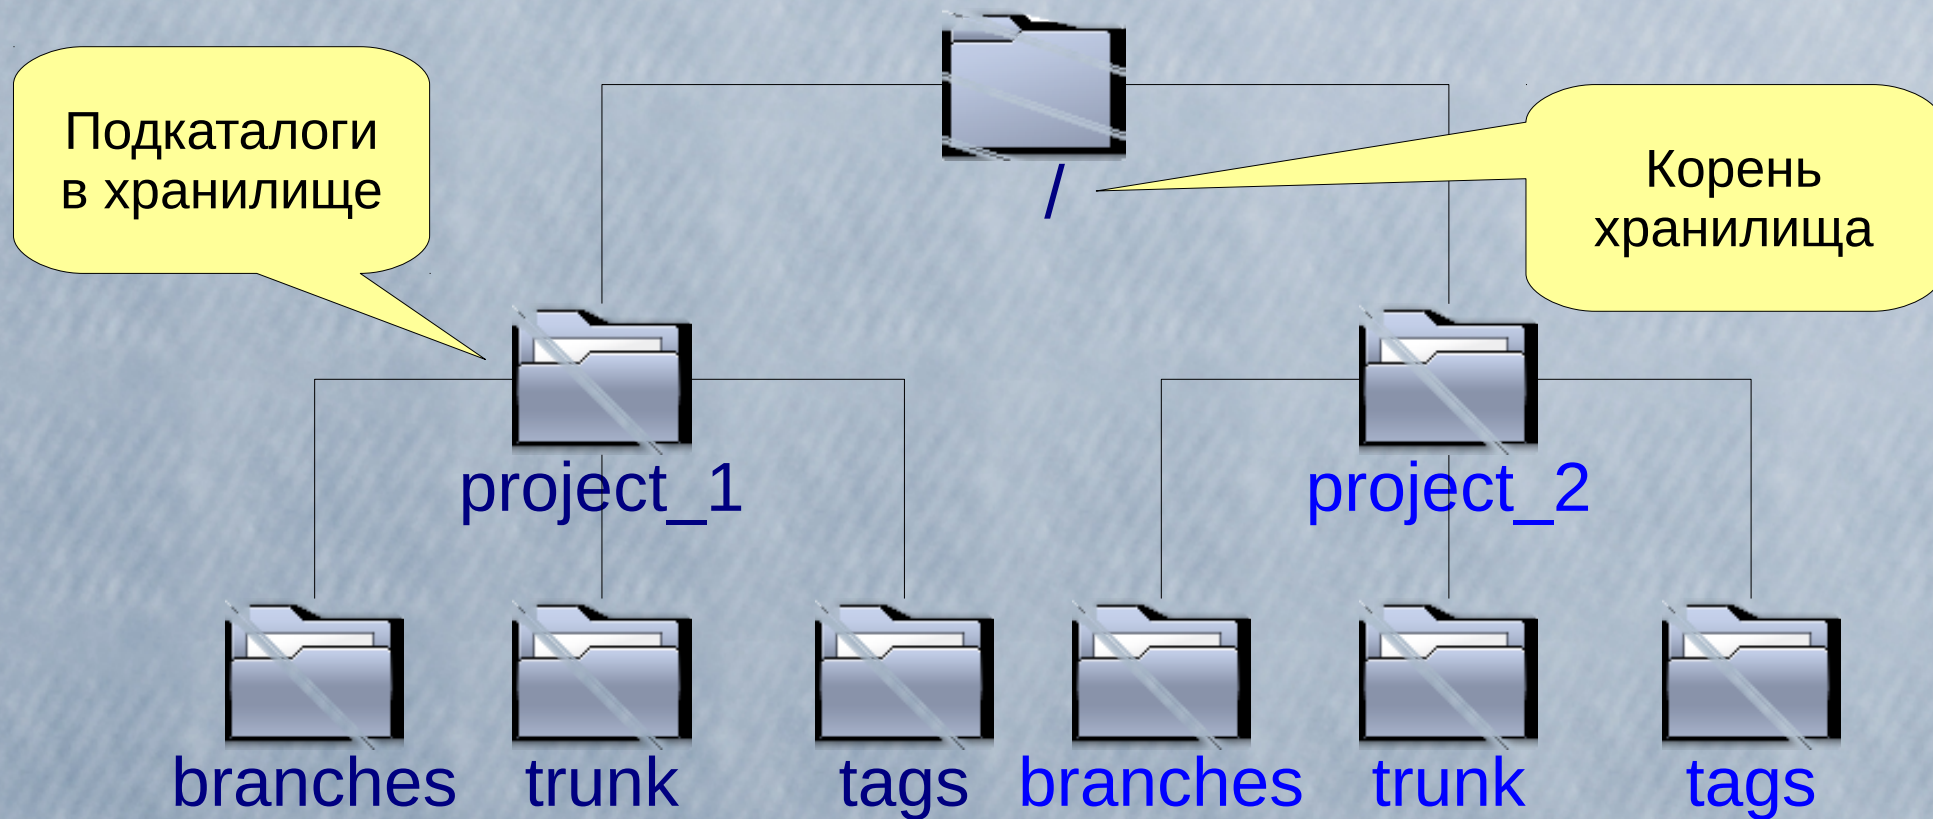 Подкаталоги
в хранилище
Корень
хранилища
/
project_1
project_2
branches
trunk
tags
branches
trunk
tags